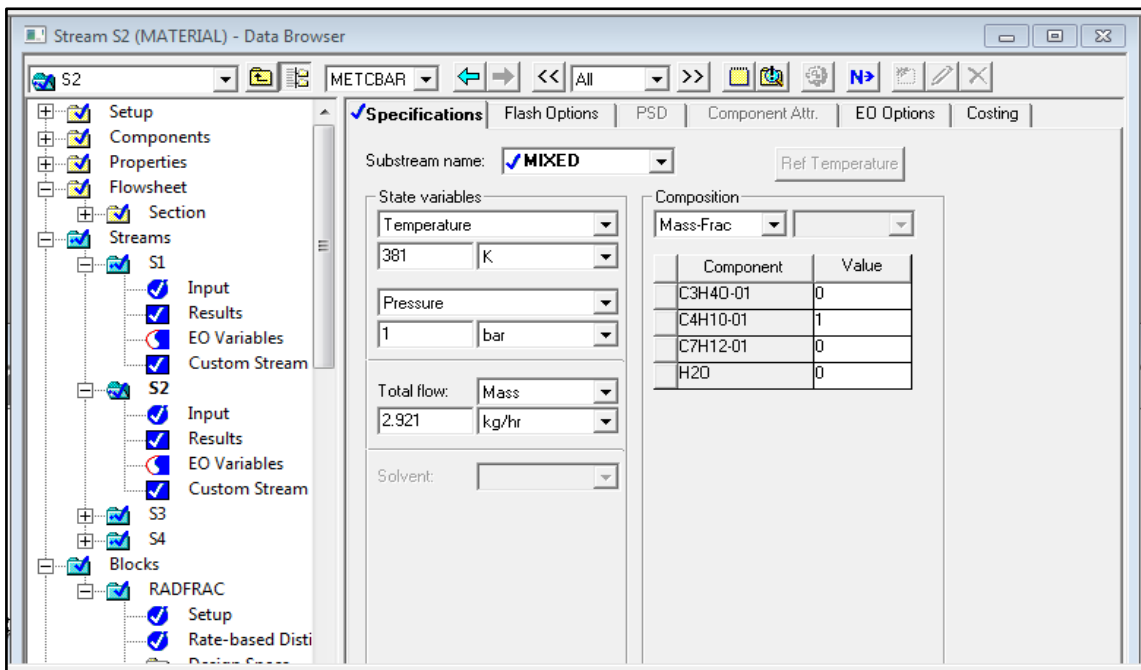 Stream S2 (MATERIAL) - Data Browser
S2
METCBAR
<<
All
>>
N
Setup
Components
Properties
Flowsheet
Section
Streams
S1
Input
Results
EO Variables
Custom Stream
S2
Input
Results
EO Variables
Custom Stream
S3
S4
Blocks
RADFRAC
Setup
Rate-based Disti
Design Space
Specifications
Flash Options
PSD
Component Attr.
EO Options
Costing
Substream name:
MIXED
Ref Temperature
State variables
Temperature
381
K
Pressure
1
bar
Total flow:
Mass
2.921
kg/hr
Solvent:
Composition
Mass-Frac
Component Value
C3H4O-01 0
C4H10-01 1
C7H12-01 0
H2O 0